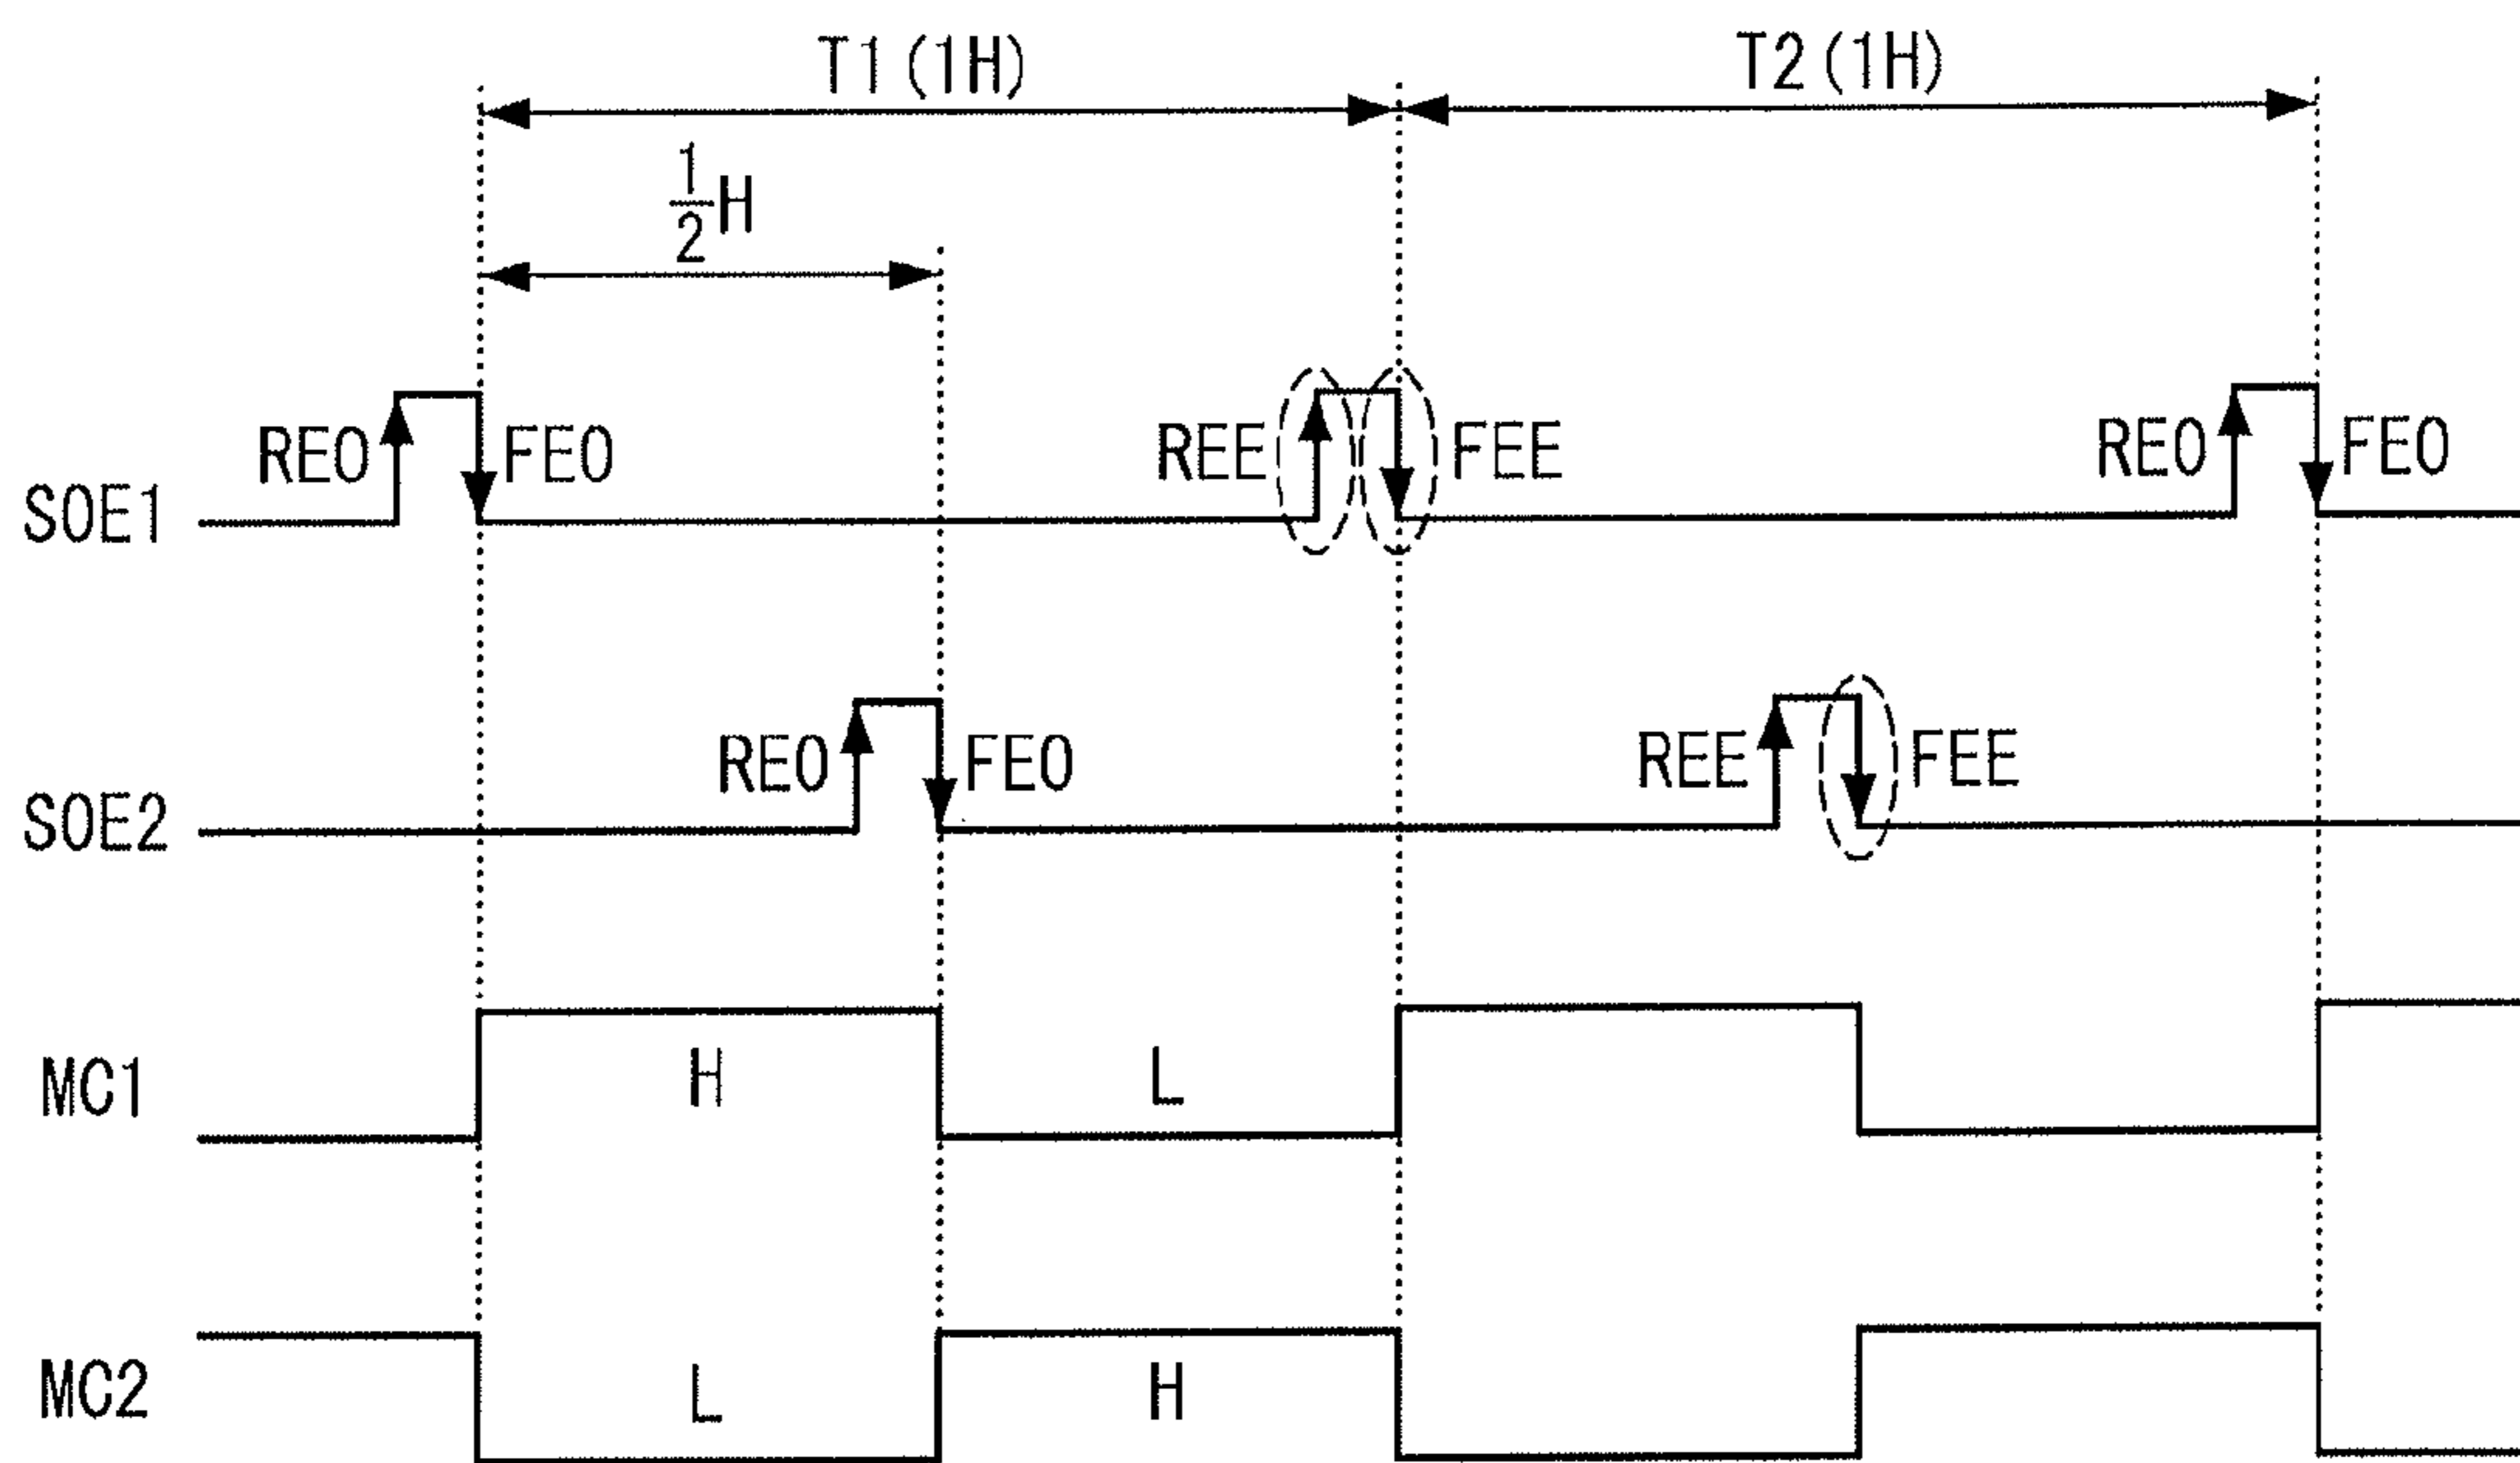 T1(1H) T2(1H)
1/2 H
REO FEO REE FEE REO FEO
SOE1
REO FEO REE FEE
SOE2
H L
MC1
L H
MC2